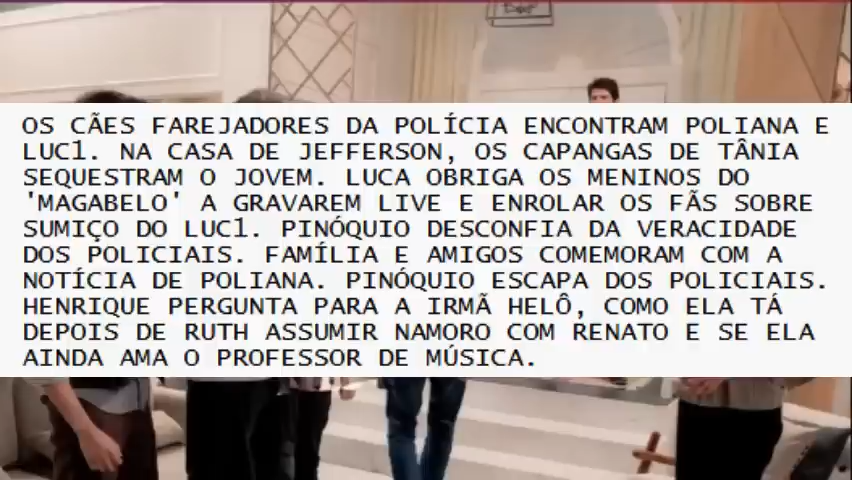 OS CÃES FAREJADORES DA POLÍCIA ENCONTRAM POLIANA E
LUC1. NA CASA DE JEFFERSON, OS CAPANGAS DE TÂNIA
SEQUESTRAM O JOVEM. LUCA OBRIGA OS MENINOS DO
'MAGABELO' A GRAVAREM LIVE E ENROLAR OS FÃS SOBRE
SUMIÇO DO LUC1. PINÓQUIO DESCONFIA DA VERACIDADE
DOS POLICIAIS. FAMÍLIA E AMIGOS COMEMORAM COM A
NOTÍCIA DE POLIANA. PINÓQUIO ESCAPA DOS POLICIAIS.
HENRIQUE PERGUNTA PARA A IRMÃ HELÔ, COMO ELA TÁ
DEPOIS DE RUTH ASSUMIR NAMORO COM RENATO E SE ELA
AINDA AMA O PROFESSOR DE MÚSICA.